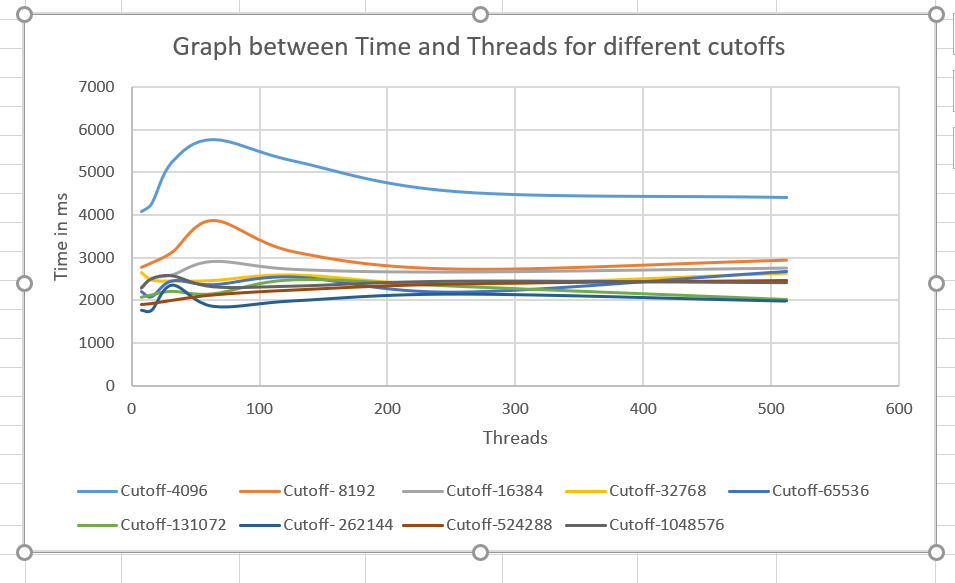 Graph between Time and Threads for different cutoffs
7000
6000
5000
4000
3000
2000
1000
0
Time in ms
0 100 200 300 400 500 600
Threads
Cutoff-4096 Cutoff- 8192 Cutoff-16384 Cutoff-32768 Cutoff-65536
Cutoff-131072 Cutoff- 262144 Cutoff-524288 Cutoff-1048576